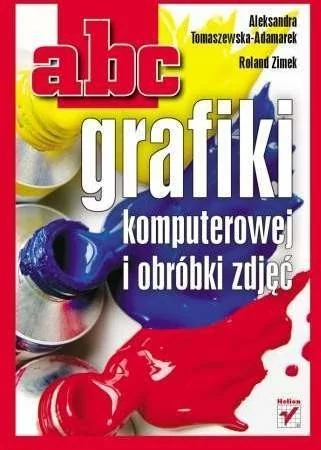 Aleksandra
Tomaszewska-Adamarek
Roland Zimek
abc
grafiki
komputerowej
i obróbki zdjęć
Helion